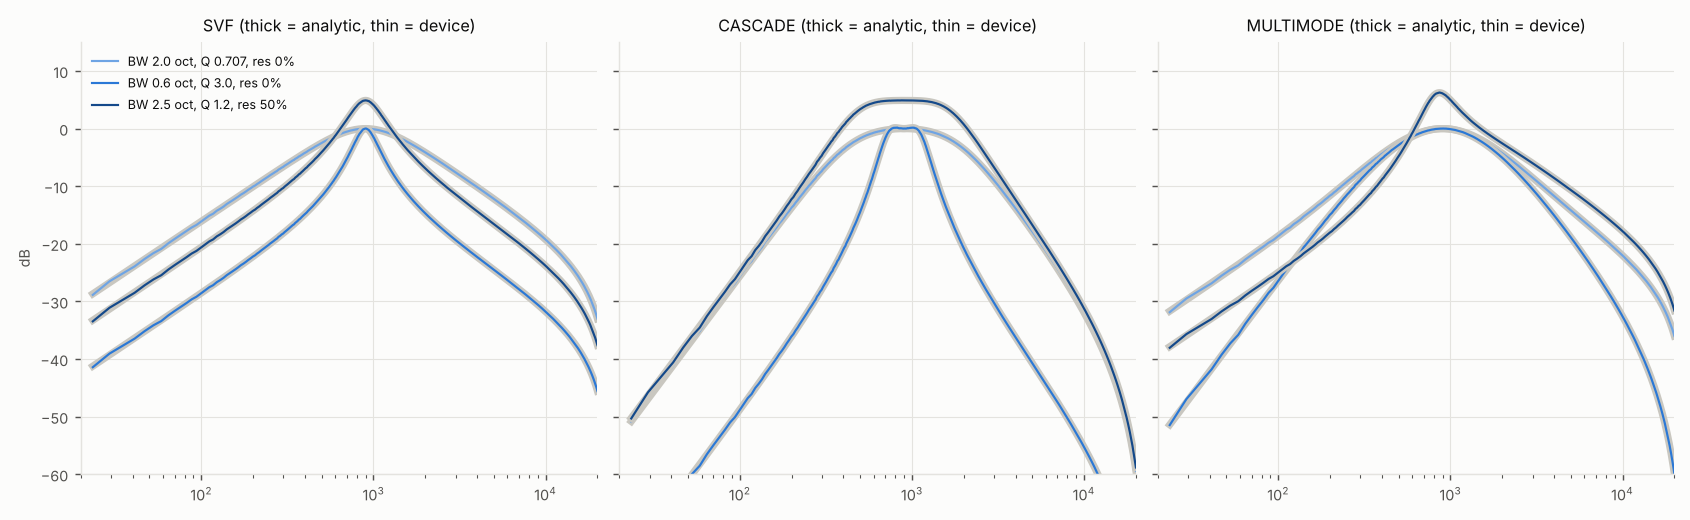 SVF (thick = analytic, thin = device)
CASCADE (thick = analytic, thin = device)
MULTIMODE (thick = analytic, thin = device)
BW 2.0 oct, Q 0.707, res 0%
BW 0.6 oct, Q 3.0, res 0%
BW 2.5 oct, Q 1.2, res 50%
dB
10
0
−10
−20
−30
−40
−50
−60
10² 10³ 10⁴
10² 10³ 10⁴
10² 10³ 10⁴